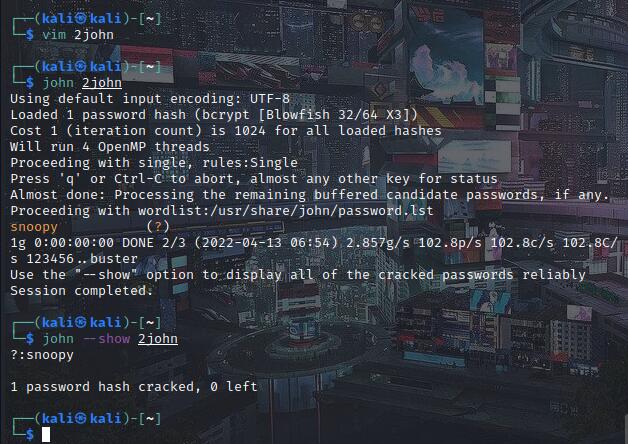 ┌──(kali㉿kali)-[~]
└─$ vim 2john
┌──(kali㉿kali)-[~]
└─$ john 2john
Using default input encoding: UTF-8
Loaded 1 password hash (bcrypt [Blowfish 32/64 X3])
Cost 1 (iteration count) is 1024 for all loaded hashes
Will run 4 OpenMP threads
Proceeding with single, rules:Single
Press 'q' or Ctrl-C to abort, almost any other key for status
Almost done: Processing the remaining buffered candidate passwords, if any.
Proceeding with wordlist:/usr/share/john/password.lst
snoopy           (?)
1g 0:00:00:00 DONE 2/3 (2022-04-13 06:54) 2.857g/s 102.8p/s 102.8c/s 102.8C/
s 123456..buster
Use the "--show" option to display all of the cracked passwords reliably
Session completed.
┌──(kali㉿kali)-[~]
└─$ john --show 2john
?:snoopy
1 password hash cracked, 0 left
┌──(kali㉿kali)-[~]
└─$